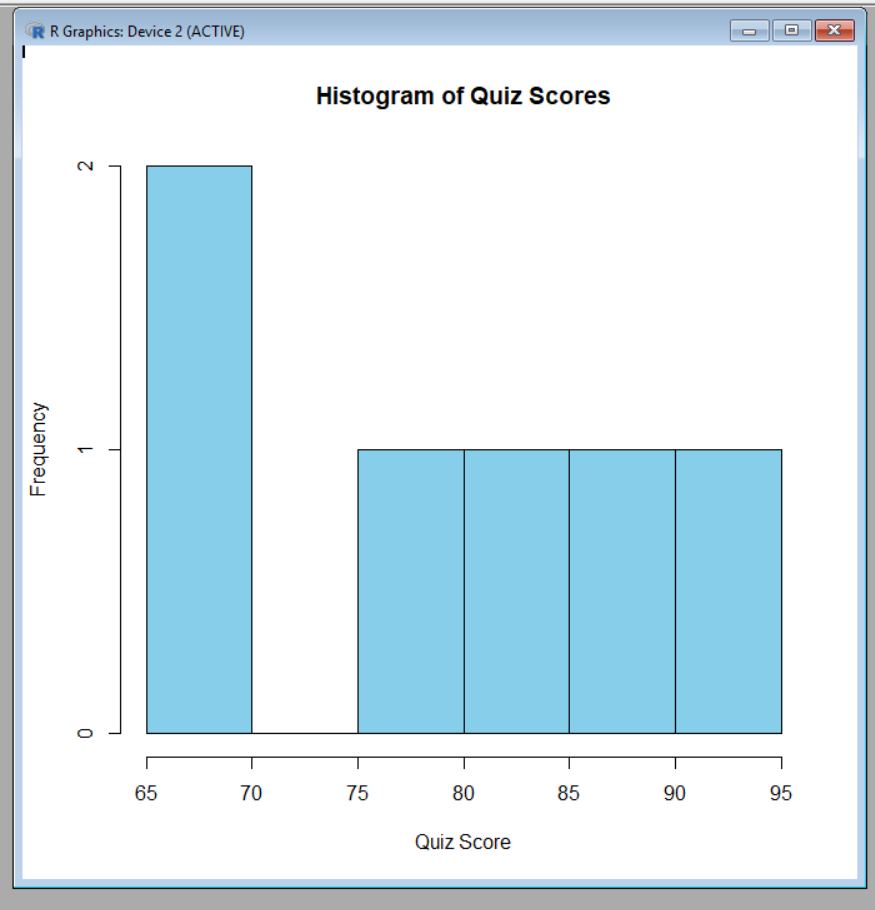 R Graphics: Device 2 (ACTIVE)
Histogram of Quiz Scores
2
1
0
Frequency
65 70 75 80 85 90 95
Quiz Score